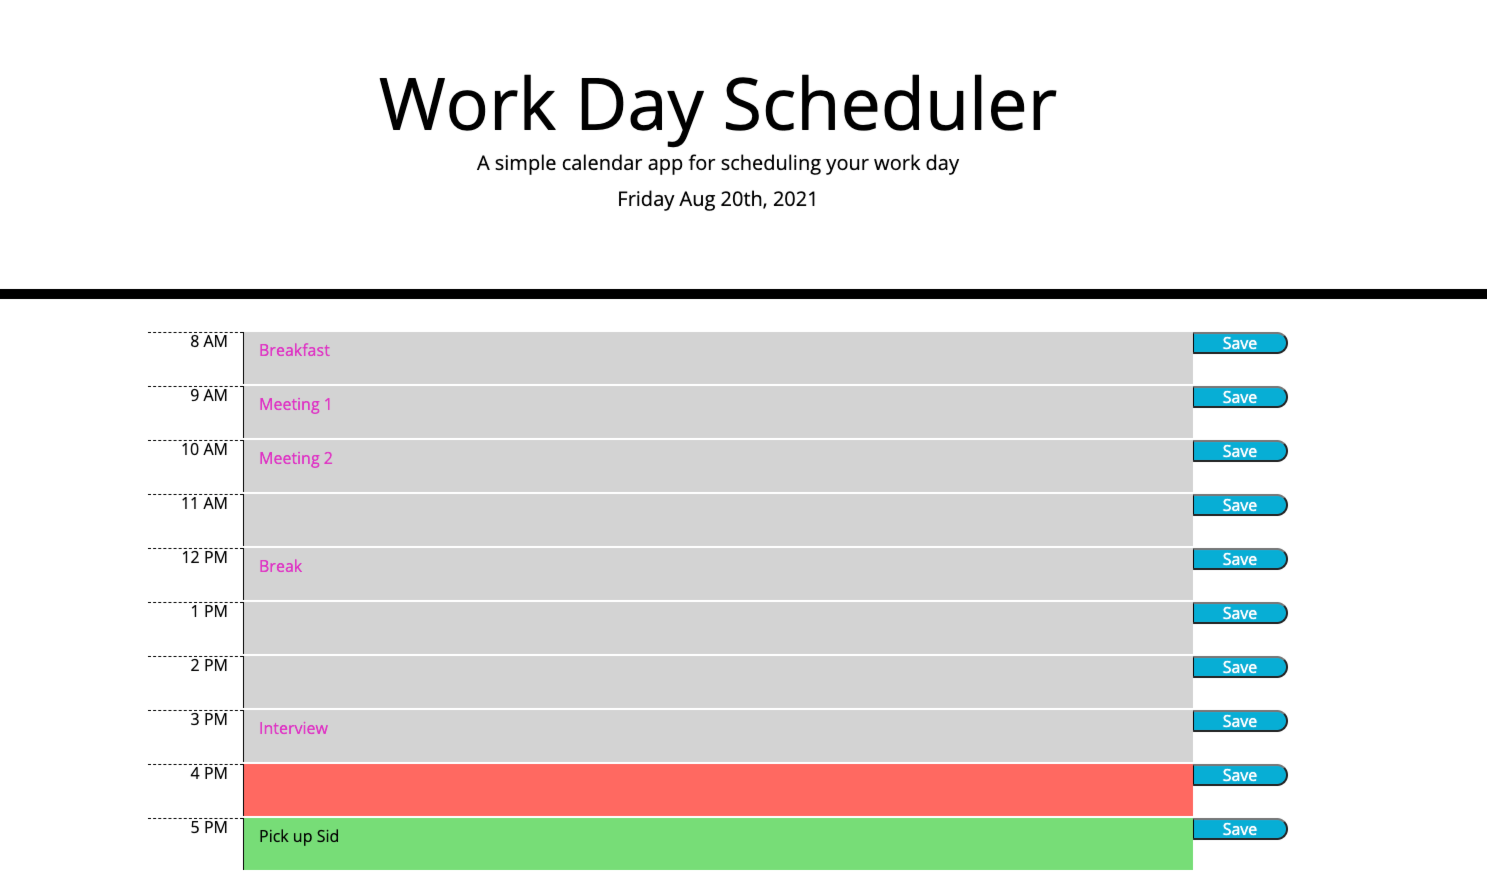 Work Day Scheduler
A simple calendar app for scheduling your work day
Friday Aug 20th, 2021
8 AM Breakfast Save
9 AM Meeting 1 Save
10 AM Meeting 2 Save
11 AM Save
12 PM Break Save
1 PM Save
2 PM Save
3 PM Interview Save
4 PM Save
5 PM Pick up Sid Save